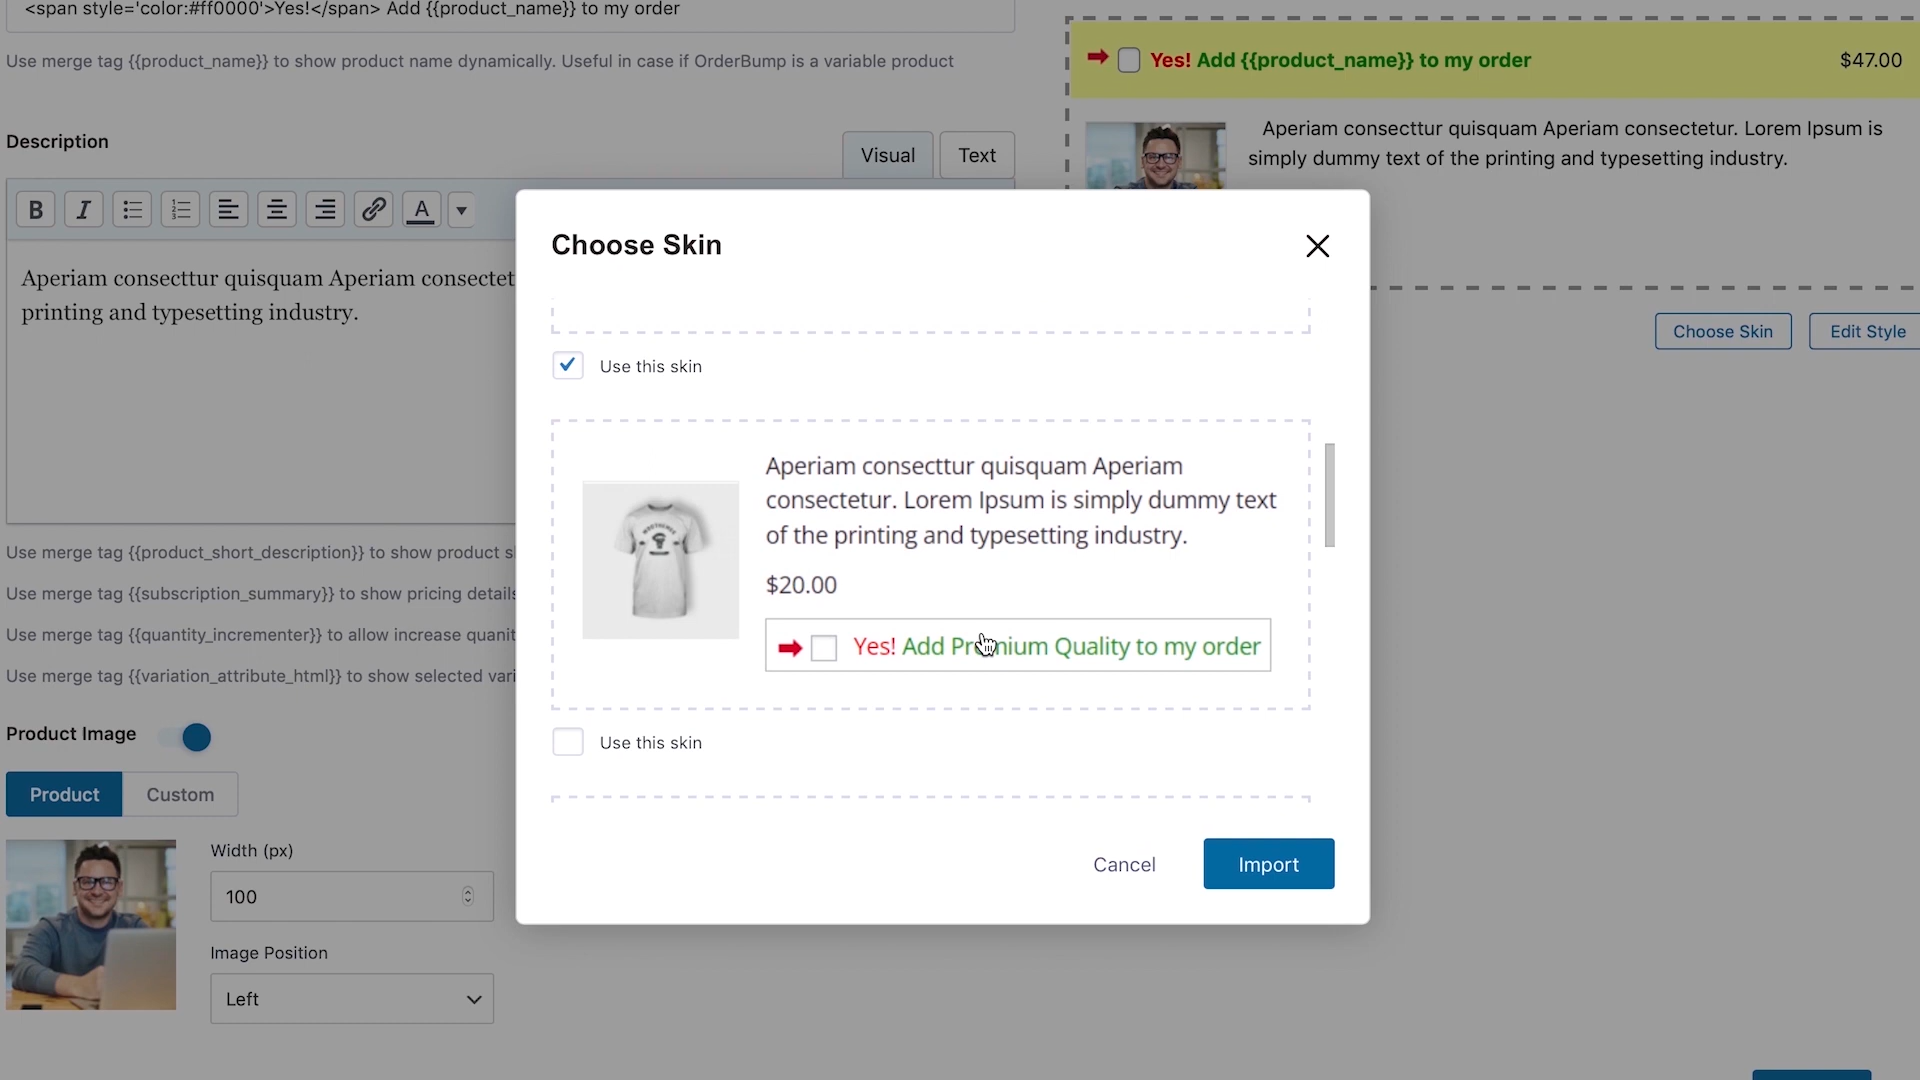 <span style='color:#ff0000'>Yes!</span> Add {{product_name}} to my order
Use merge tag {{product_name}} to show product name dynamically. Useful in case if OrderBump is a variable product
Description
Visual
Text
B
I
A
Aperiam consecttur quisquam Aperiam consectet
printing and typesetting industry.
Use merge tag {{product_short_description}} to show product s
Use merge tag {{subscription_summary}} to show pricing details
Use merge tag {{quantity_incrementer}} to allow increase quanit
Use merge tag {{variation_attribute_html}} to show selected vari
Product Image
Product
Custom
Width (px)
100
Image Position
Left
Yes! Add {{product_name}} to my order
$47.00
Aperiam consecttur quisquam Aperiam consectetur. Lorem Ipsum is
simply dummy text of the printing and typesetting industry.
Choose Skin
Edit Style
Choose Skin
Use this skin
Aperiam consecttur quisquam Aperiam
consectetur. Lorem Ipsum is simply dummy text
of the printing and typesetting industry.
$20.00
Yes! Add Premium Quality to my order
Use this skin
Cancel
Import